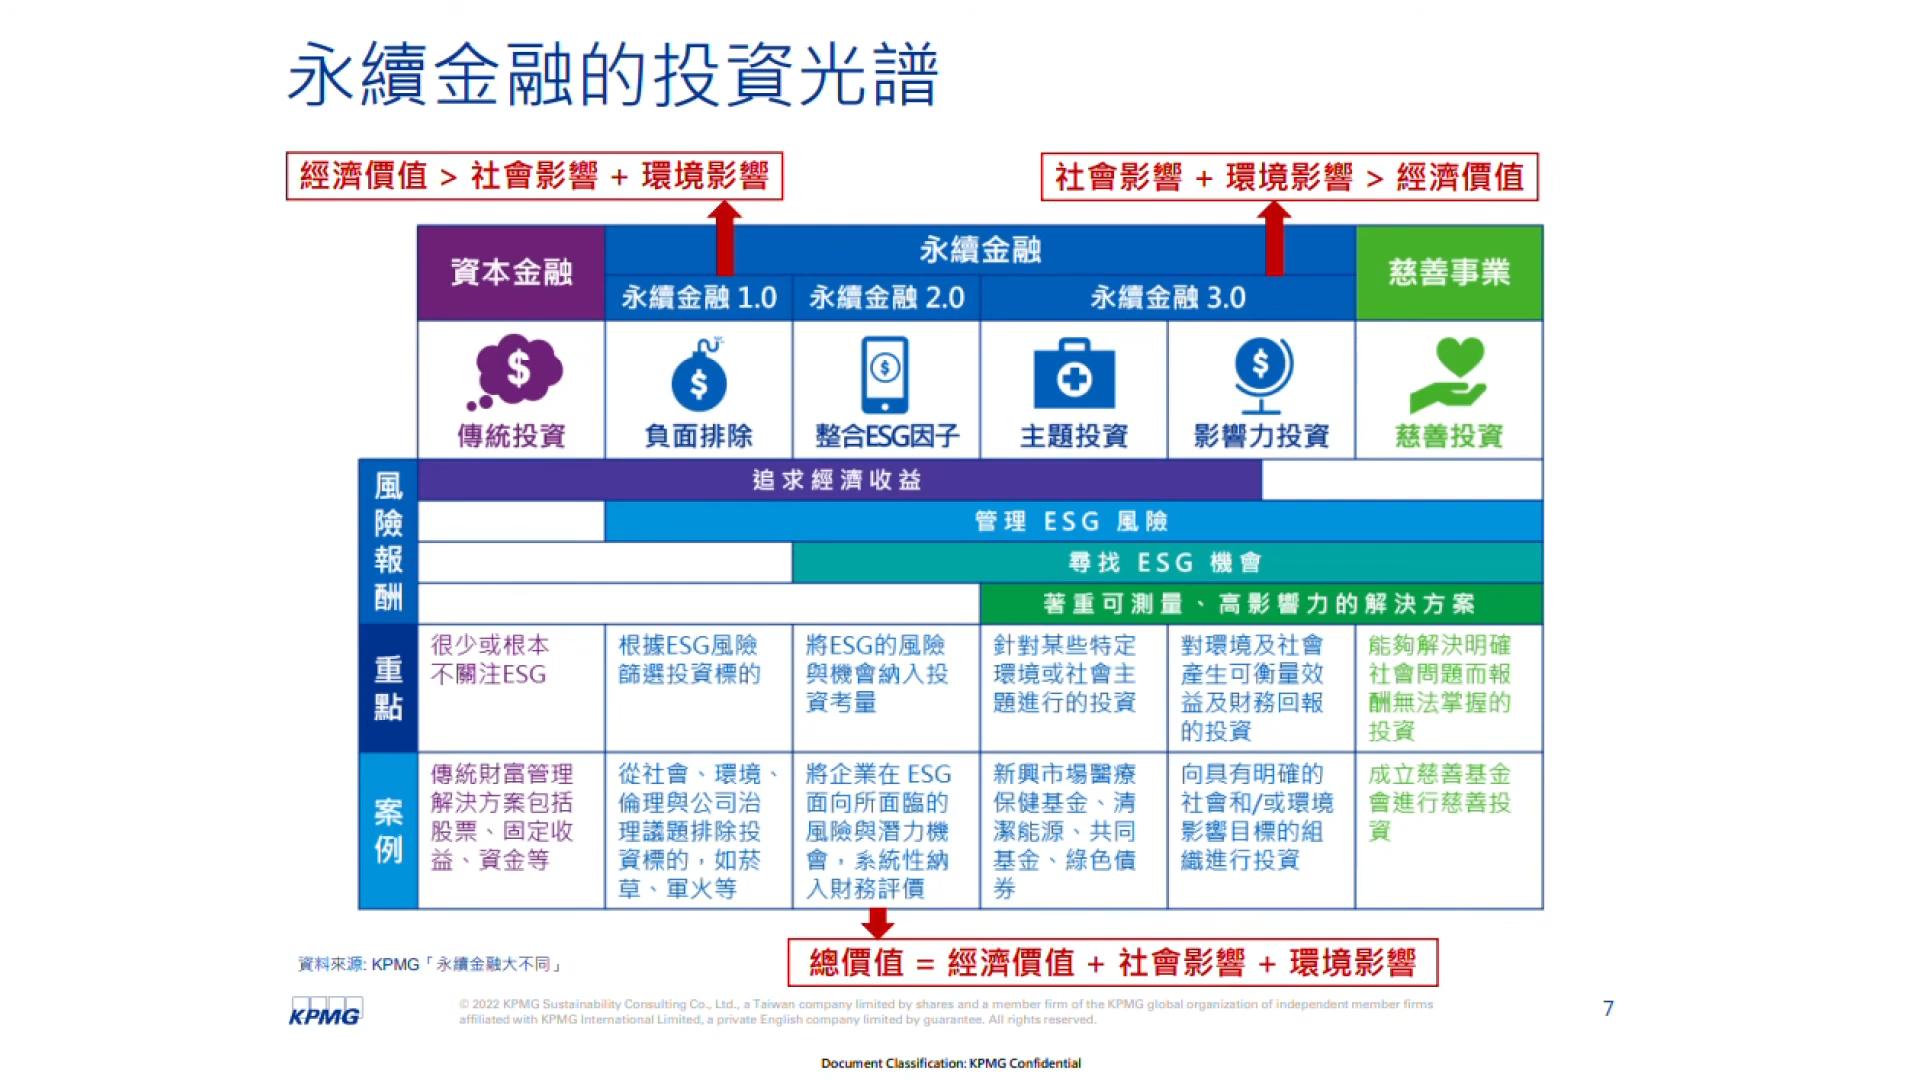 永續金融的投資光譜
經濟價值 > 社會影響 + 環境影響
社會影響 + 環境影響 > 經濟價值
資本金融
永續金融
慈善事業
永續金融 1.0
永續金融 2.0
永續金融 3.0
$
$
$
$
傳統投資
負面排除
整合ESG因子
主題投資
影響力投資
慈善投資
風
險
報
酬
追求經濟收益
管理 ESG 風險
尋找 ESG 機會
著重可測量、高影響力的解決方案
重
點
很少或根本
不關注ESG
根據ESG風險
篩選投資標的
將ESG的風險
與機會納入投
資考量
針對某些特定
環境或社會主
題進行的投資
對環境及社會
產生可衡量效
益及財務回報
的投資
能夠解決明確
社會問題而報
酬無法掌握的
投資
案
例
傳統財富管理
解決方案包括
股票、固定收
益、資金等
從社會、環境、
倫理與公司治
理議題排除投
資標的，如菸
草、軍火等
將企業在 ESG
面向所面臨的
風險與潛力機
會，系統性納
入財務評價
新興市場醫療
保健基金、清
潔能源、共同
基金、綠色債
券
向具有明確的
社會和/或環境
影響目標的組
織進行投資
成立慈善基金
會進行慈善投
資
總價值 = 經濟價值 + 社會影響 + 環境影響
資料來源: KPMG「永續金融大不同」
KPMG
© 2022 KPMG Sustainability Consulting Co., Ltd., a Taiwan company limited by shares and a member firm of the KPMG global organization of independent member firms
affiliated with KPMG International Limited, a private English company limited by guarantee. All rights reserved.
7
Document Classification: KPMG Confidential